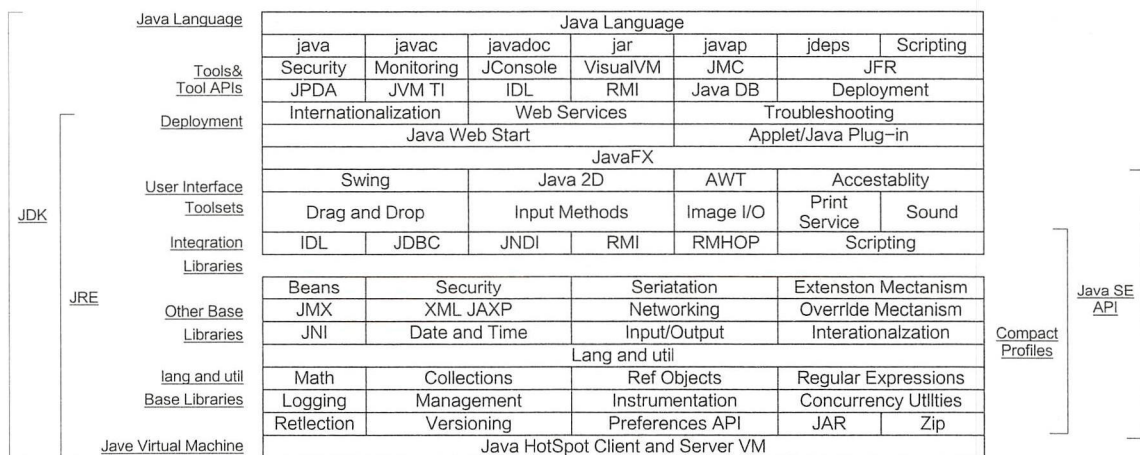 Java Language Java Language
java javac javadoc jar javap jdeps Scripting
Tools& Security Monitoring JConsole VisualVM JMC JFR
Tool APIs JPDA JVM TI IDL RMI Java DB Deployment
Internationalization Web Services Troubleshooting
Deployment Java Web Start Applet/Java Plug-in
JavaFX
User Interface Swing Java 2D AWT Accestablity
JDK Toolsets Drag and Drop Input Methods Image I/O Print Service Sound
Integration IDL JDBC JNDI RMI RMHOP Scripting
Libraries
JRE Beans Security Seriatation Extenston Mectanism Java SE API
Other Base JMX XML JAXP Networking Overrlde Mectanism
Libraries JNI Date and Time Input/Output Interationalzation Compact Profiles
Lang and util
lang and util Math Collections Ref Objects Regular Expressions
Base Libraries Logging Management Instrumentation Concurrency Utllties
Retlection Versioning Preferences API JAR Zip
Jave Virtual Machine Java HotSpot Client and Server VM